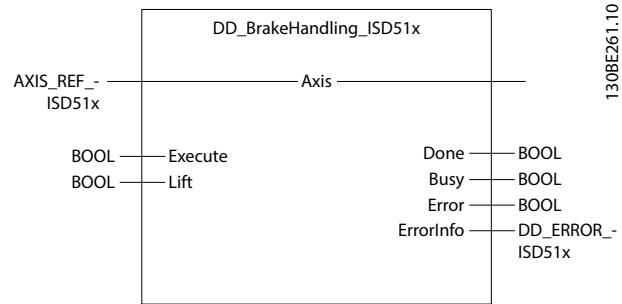 DD_BrakeHandling_ISD51x
130BE261.10
AXIS_REF_-
ISD51x
Axis
BOOL
Execute
Done
BOOL
BOOL
Lift
Busy
BOOL
Error
BOOL
ErrorInfo
DD_ERROR_-
ISD51x